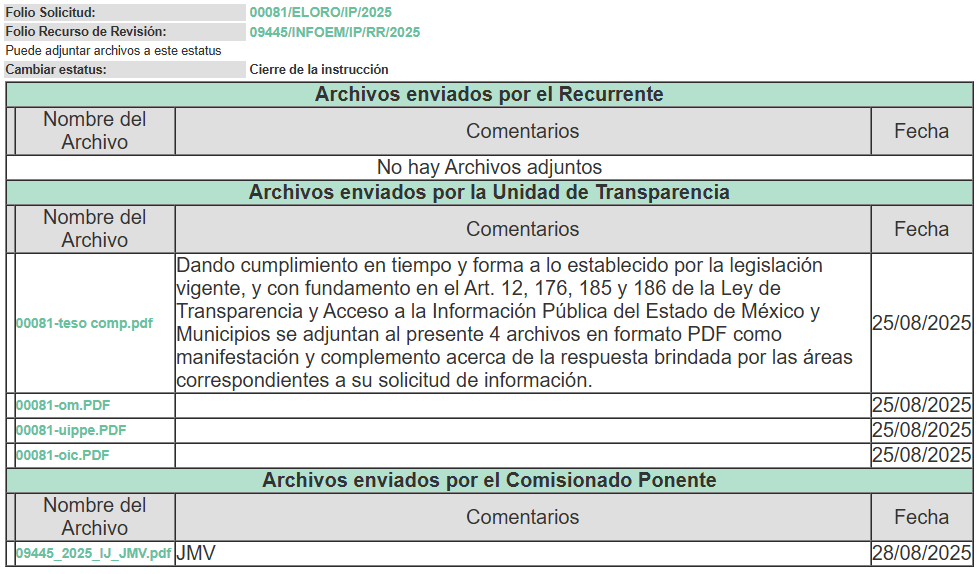 Folio Solicitud: 00081/ELORO/IP/2025
Folio Recurso de Revisión: 09445/INFOEM/IP/RR/2025
Puede adjuntar archivos a este estatus
Cambiar estatus: Cierre de la instrucción
Archivos enviados por el Recurrente
Nombre del Archivo Comentarios Fecha
No hay Archivos adjuntos
Archivos enviados por la Unidad de Transparencia
Nombre del Archivo Comentarios Fecha
00081-teso comp.pdf
Dando cumplimiento en tiempo y forma a lo establecido por la legislación
vigente, y con fundamento en el Art. 12, 176, 185 y 186 de la Ley de
Transparencia y Acceso a la Información Pública del Estado de México y
Municipios se adjuntan al presente 4 archivos en formato PDF como
manifestación y complemento acerca de la respuesta brindada por las áreas
correspondientes a su solicitud de información.
25/08/2025
00081-om.PDF 25/08/2025
00081-uippe.PDF 25/08/2025
00081-oic.PDF 25/08/2025
Archivos enviados por el Comisionado Ponente
Nombre del Archivo Comentarios Fecha
09445_2025_IJ_JMV.pdf JMV 28/08/2025